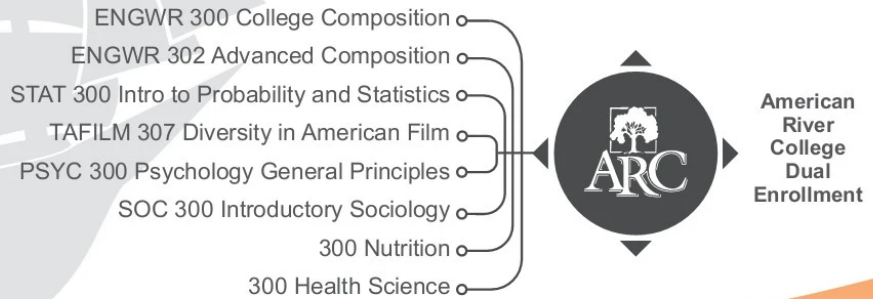 ENGWR 300 College Composition
ENGWR 302 Advanced Composition
STAT 300 Intro to Probability and Statistics
TAFILM 307 Diversity in American Film
PSYC 300 Psychology General Principles
SOC 300 Introductory Sociology
300 Nutrition
300 Health Science
ARC
American
River
College
Dual
Enrollment